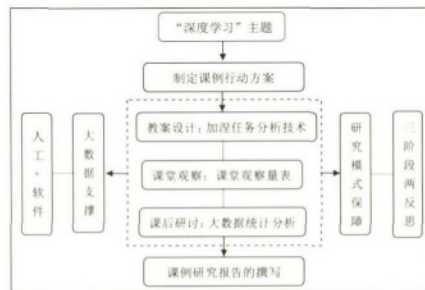 “深度学习”主题
制定课例行动方案
教案设计：加涅任务分析技术
课堂观察：课堂观察量表
课后研讨：大数据统计分析
课例研究报告的撰写
人工+软件
大数据支撑
研究模式保障
三阶段两反思